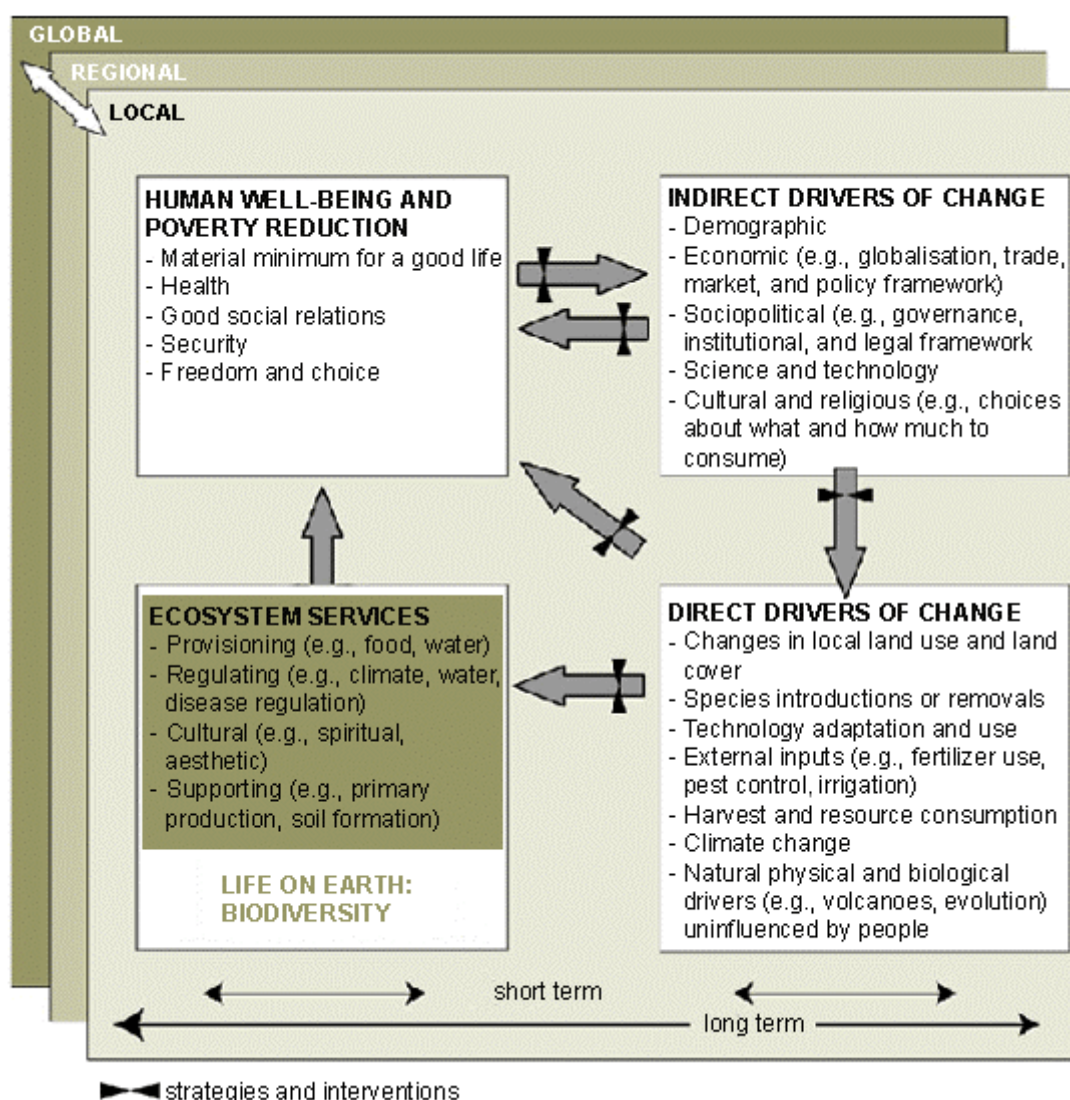 GLOBAL
REGIONAL
LOCAL
HUMAN WELL-BEING AND
POVERTY REDUCTION
- Material minimum for a good life
- Health
- Good social relations
- Security
- Freedom and choice
INDIRECT DRIVERS OF CHANGE
- Demographic
- Economic (e.g., globalisation, trade,
market, and policy framework)
- Sociopolitical (e.g., governance,
institutional, and legal framework
- Science and technology
- Cultural and religious (e.g., choices
about what and how much to
consume)
ECOSYSTEM SERVICES
- Provisioning (e.g., food, water)
- Regulating (e.g., climate, water,
disease regulation)
- Cultural (e.g., spiritual,
aesthetic)
- Supporting (e.g., primary
production, soil formation)
LIFE ON EARTH:
BIODIVERSITY
DIRECT DRIVERS OF CHANGE
- Changes in local land use and land
cover
- Species introductions or removals
- Technology adaptation and use
- External inputs (e.g., fertilizer use,
pest control, irrigation)
- Harvest and resource consumption
- Climate change
- Natural physical and biological
drivers (e.g., volcanoes, evolution)
uninfluenced by people
short term
long term
strategies and interventions